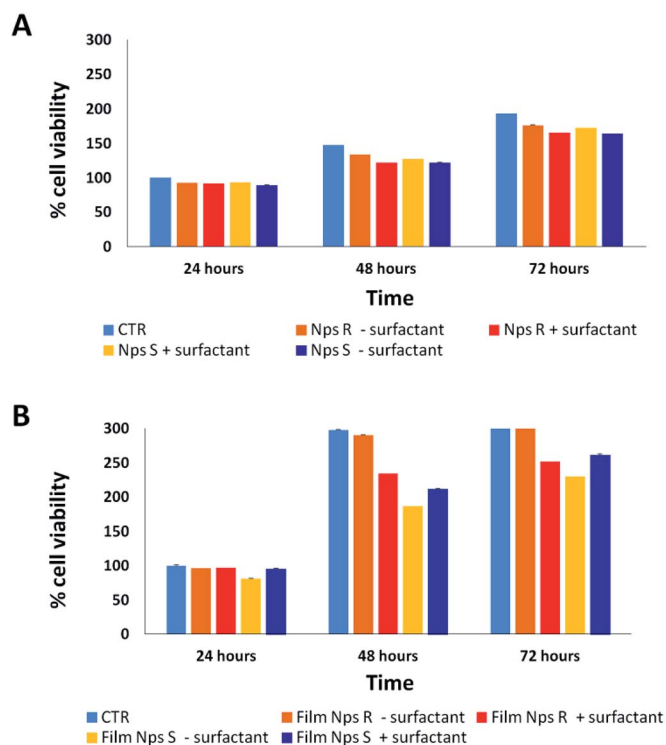 A
% cell viability
300
250
200
150
100
50
0
24 hours 48 hours 72 hours
Time
CTR Nps R - surfactant Nps R + surfactant
Nps S + surfactant Nps S - surfactant
B
% cell viability
300
250
200
150
100
50
0
24 hours 48 hours 72 hours
Time
CTR Film Nps R - surfactant Film Nps R + surfactant
Film Nps S - surfactant Film Nps S + surfactant